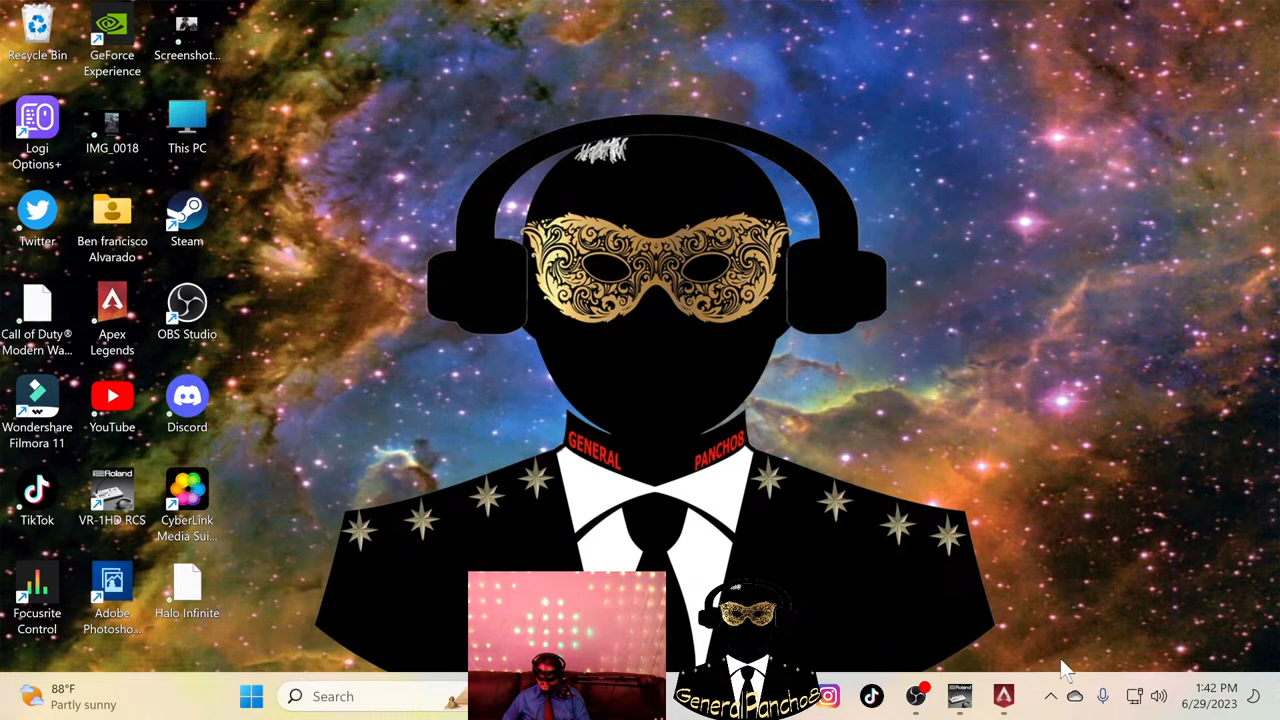 Recycle Bin
GeForce
Experience
Screenshot...
Logi
Options+
IMG_0018
This PC
Twitter
Ben francisco
Alvarado
Steam
Call of Duty®
Modern Wa...
Apex
Legends
OBS Studio
Wondershare
Filmora 11
YouTube
Discord
TikTok
Roland
VR-1HD RCS
CyberLink
Media Sui...
Focusrite
Control
Adobe
Photosho...
Halo Infinite
GENERAL
PANCHO8
GeneralPancho8
88°F
Partly sunny
Search
Roland
1:42 PM
6/29/2023